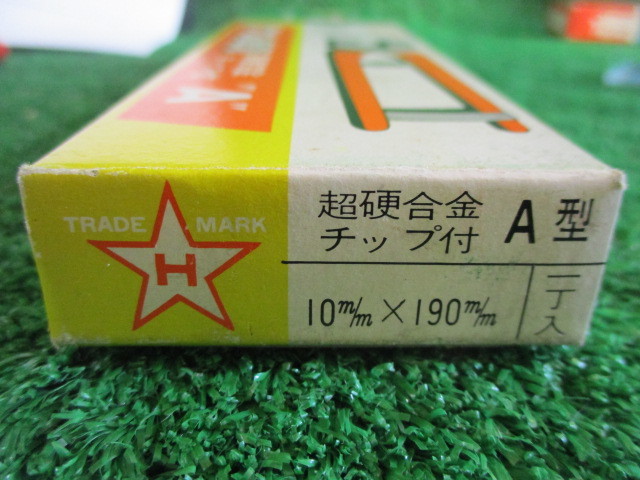 TRADE MARK
H
超硬合金
チップ付
A型
10m/m×190m/m
一丁入
"A"